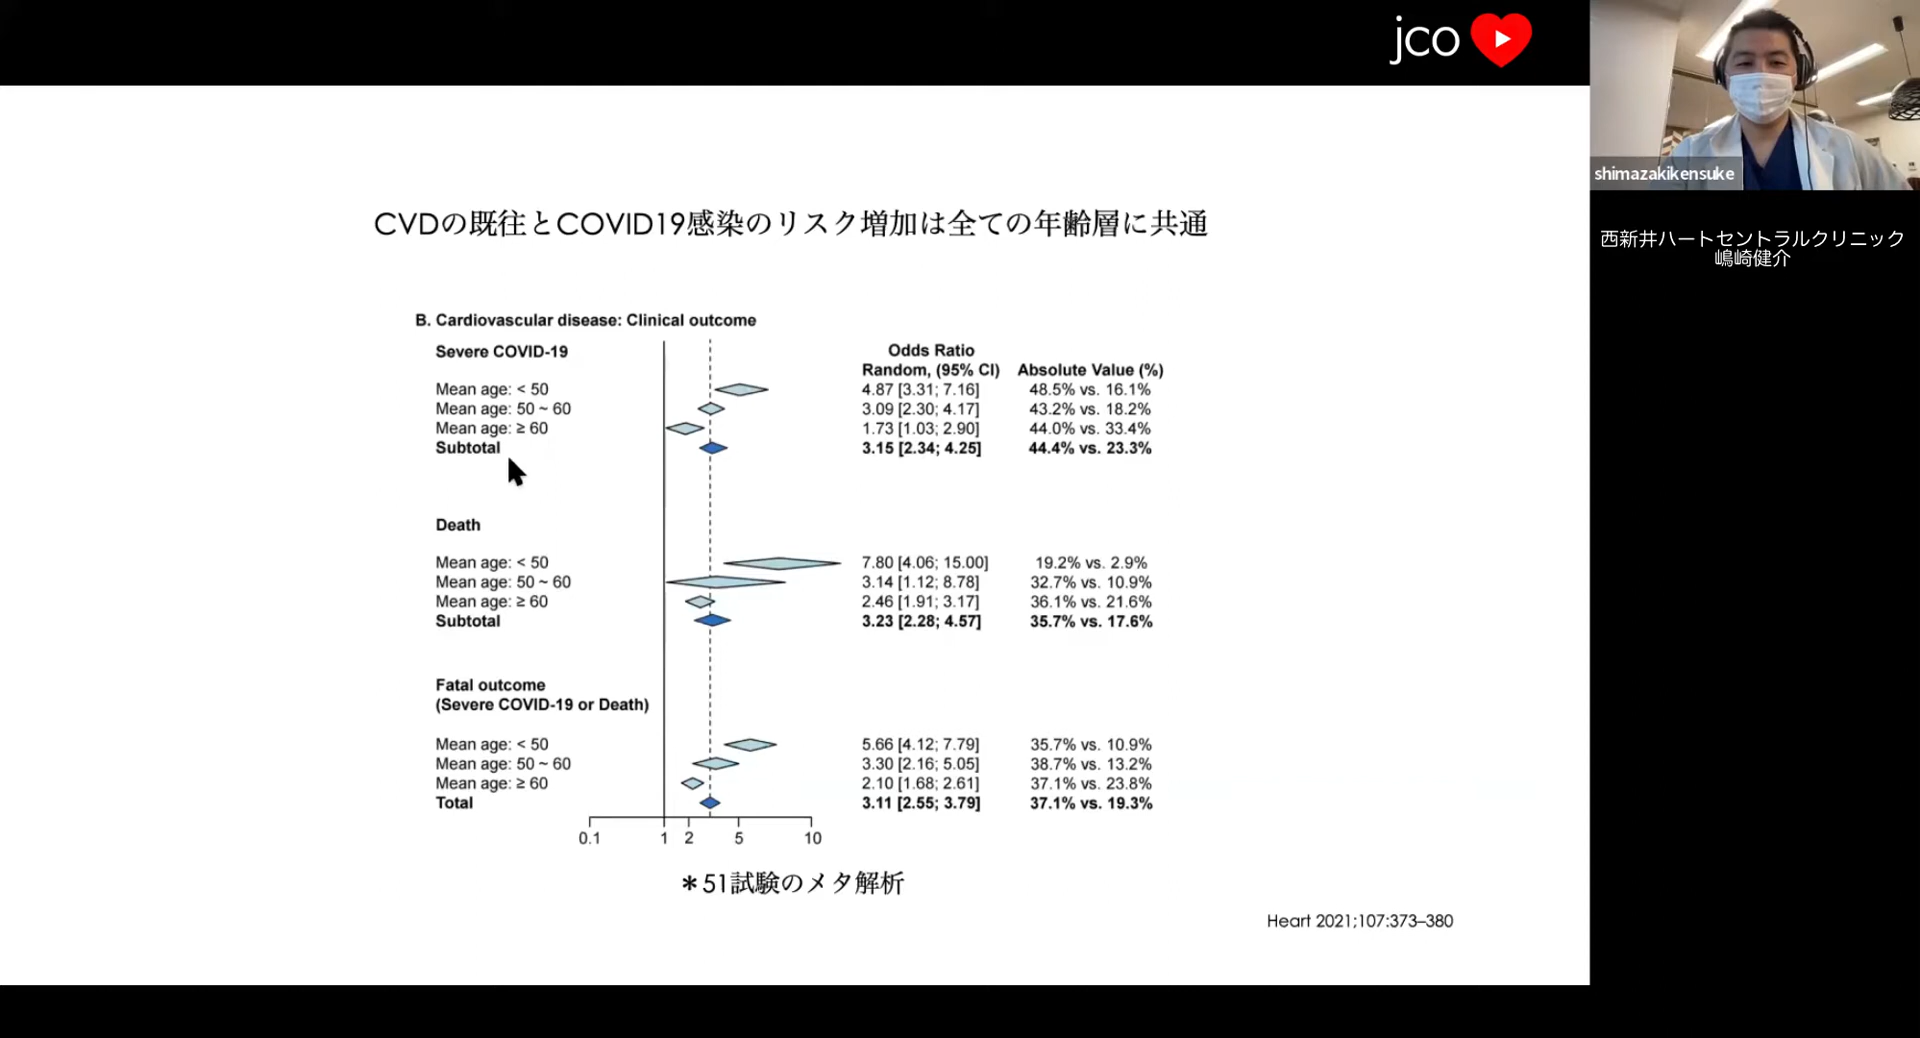 jco
shimazakikensuke
西新井ハートセントラルクリニック
嶋崎健介
CVDの既往とCOVID19感染のリスク増加は全ての年齢層に共通
B. Cardiovascular disease: Clinical outcome
Odds Ratio
Severe COVID-19
Random, (95% CI) Absolute Value (%)
Mean age: < 50 4.87 [3.31; 7.16] 48.5% vs. 16.1%
Mean age: 50 ~ 60 3.09 [2.30; 4.17] 43.2% vs. 18.2%
Mean age: ≥ 60 1.73 [1.03; 2.90] 44.0% vs. 33.4%
Subtotal 3.15 [2.34; 4.25] 44.4% vs. 23.3%
Death
Mean age: < 50 7.80 [4.06; 15.00] 19.2% vs. 2.9%
Mean age: 50 ~ 60 3.14 [1.12; 8.78] 32.7% vs. 10.9%
Mean age: ≥ 60 2.46 [1.91; 3.17] 36.1% vs. 21.6%
Subtotal 3.23 [2.28; 4.57] 35.7% vs. 17.6%
Fatal outcome
(Severe COVID-19 or Death)
Mean age: < 50 5.66 [4.12; 7.79] 35.7% vs. 10.9%
Mean age: 50 ~ 60 3.30 [2.16; 5.05] 38.7% vs. 13.2%
Mean age: ≥ 60 2.10 [1.68; 2.61] 37.1% vs. 23.8%
Total 3.11 [2.55; 3.79] 37.1% vs. 19.3%
0.1 1 2 5 10
＊51試験のメタ解析
Heart 2021;107:373–380